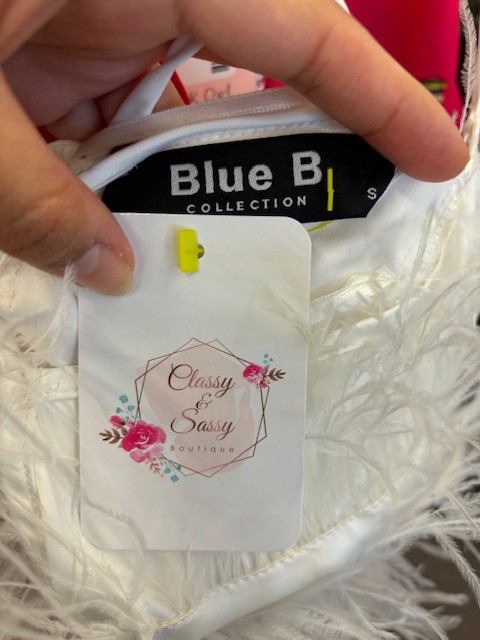 Blue B
COLLECTION
S
Classy
&
Sassy
Boutique